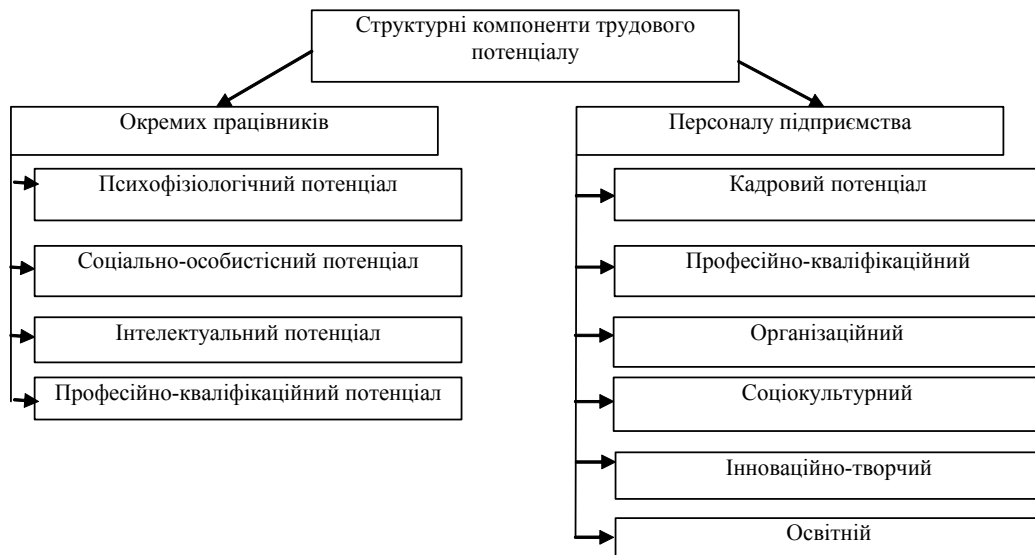 Структурні компоненти трудового
потенціалу
Окремих працівників
Психофізіологічний потенціал
Соціально-особистісний потенціал
Інтелектуальний потенціал
Професійно-кваліфікаційний потенціал
Персоналу підприємства
Кадровий потенціал
Професійно-кваліфікаційний
Організаційний
Соціокультурний
Інноваційно-творчий
Освітній